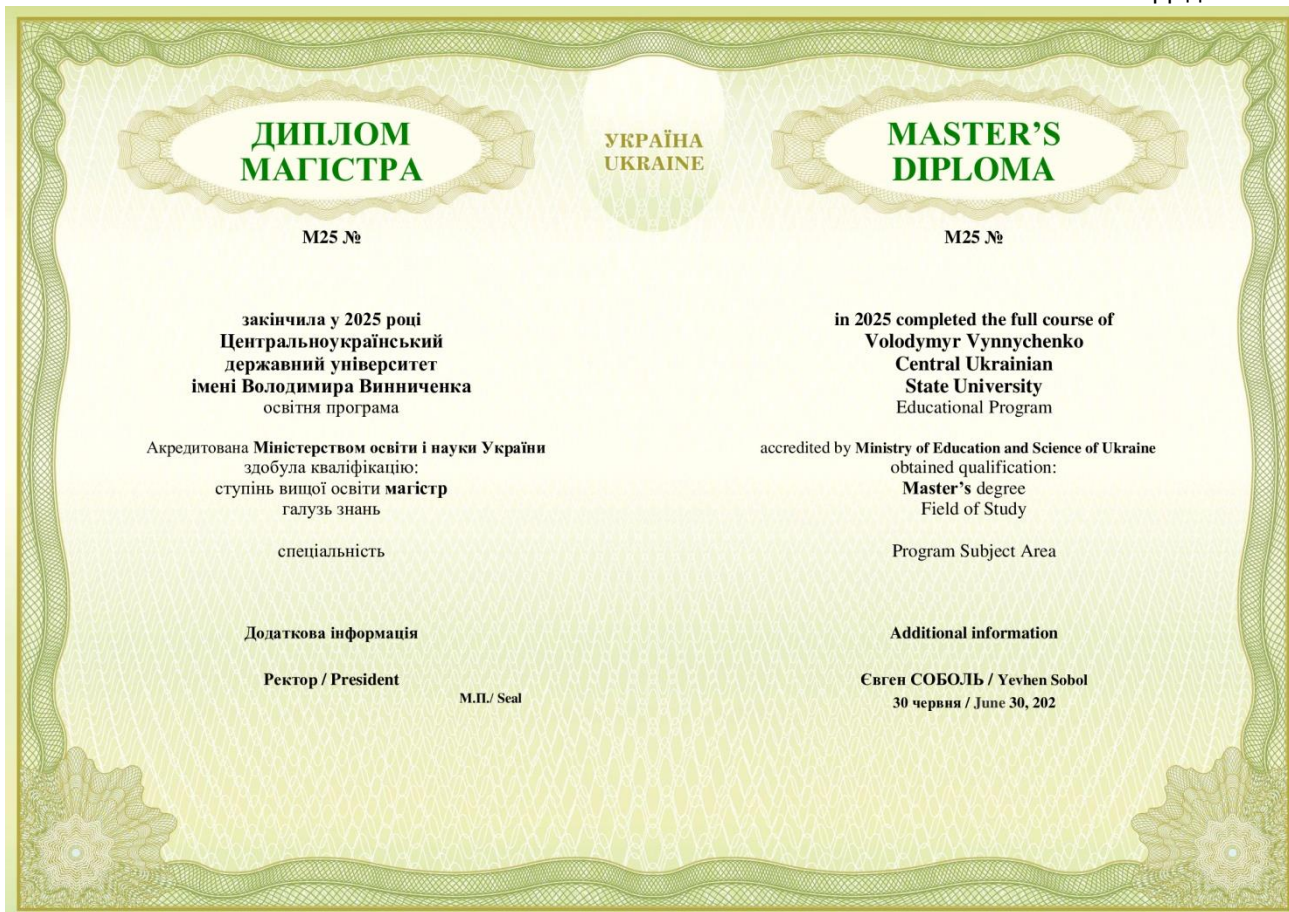 ДИПЛОМ
МАГІСТРА
М25 №
закінчила у 2025 році
Центральноукраїнський
державний університет
імені Володимира Винниченка
освітня програма
Акредитована Міністерством освіти і науки України
здобула кваліфікацію:
ступінь вищої освіти магістр
галузь знань
спеціальність
Додаткова інформація
Ректор / President
М.П./ Seal
УКРАЇНА
UKRAINE
MASTER'S
DIPLOMA
M25 №
in 2025 completed the full course of
Volodymyr Vynnychenko
Central Ukrainian
State University
Educational Program
accredited by Ministry of Education and Science of Ukraine
obtained qualification:
Master's degree
Field of Study
Program Subject Area
Additional information
Євген СОБОЛЬ / Yevhen Sobol
30 червня / June 30, 202